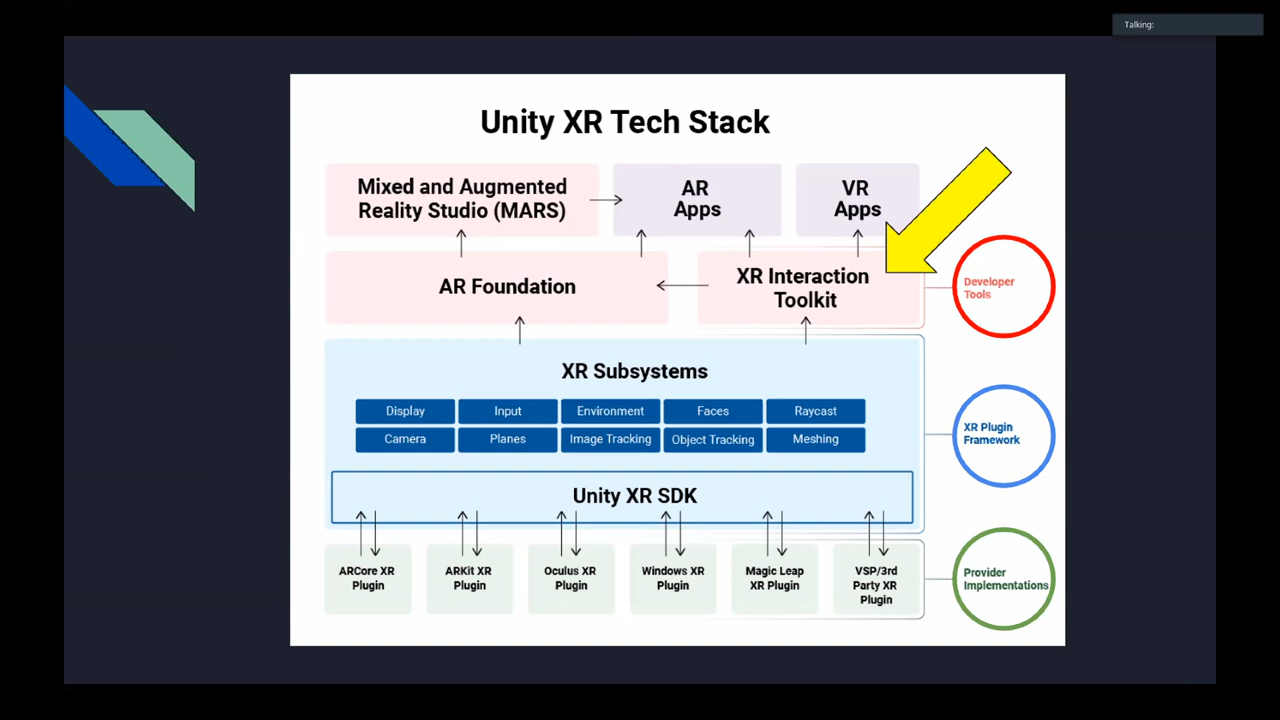 Talking:
Unity XR Tech Stack
Mixed and Augmented
Reality Studio (MARS)
AR
Apps
VR
Apps
AR Foundation
XR Interaction
Toolkit
Developer
Tools
XR Subsystems
Display
Input
Environment
Faces
Raycast
Camera
Planes
Image Tracking
Object Tracking
Meshing
XR Plugin
Framework
Unity XR SDK
ARCore XR
Plugin
ARKit XR
Plugin
Oculus XR
Plugin
Windows XR
Plugin
Magic Leap
XR Plugin
VSP/3rd
Party XR
Plugin
Provider
Implementations